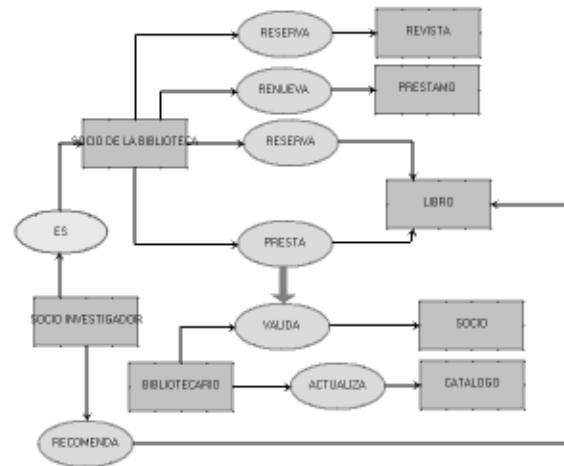 RESERVA
REVISTA
RENUEVA
PRESTAMO
SOCIO DE LA BIBLIOTECA
RESERVA
LIBRO
ES
PRESTA
SOCIO INVESTIGADOR
VALIDA
SOCIO
BIBLIOTECARIO
ACTUALIZA
CATALOGO
RECOMENDA